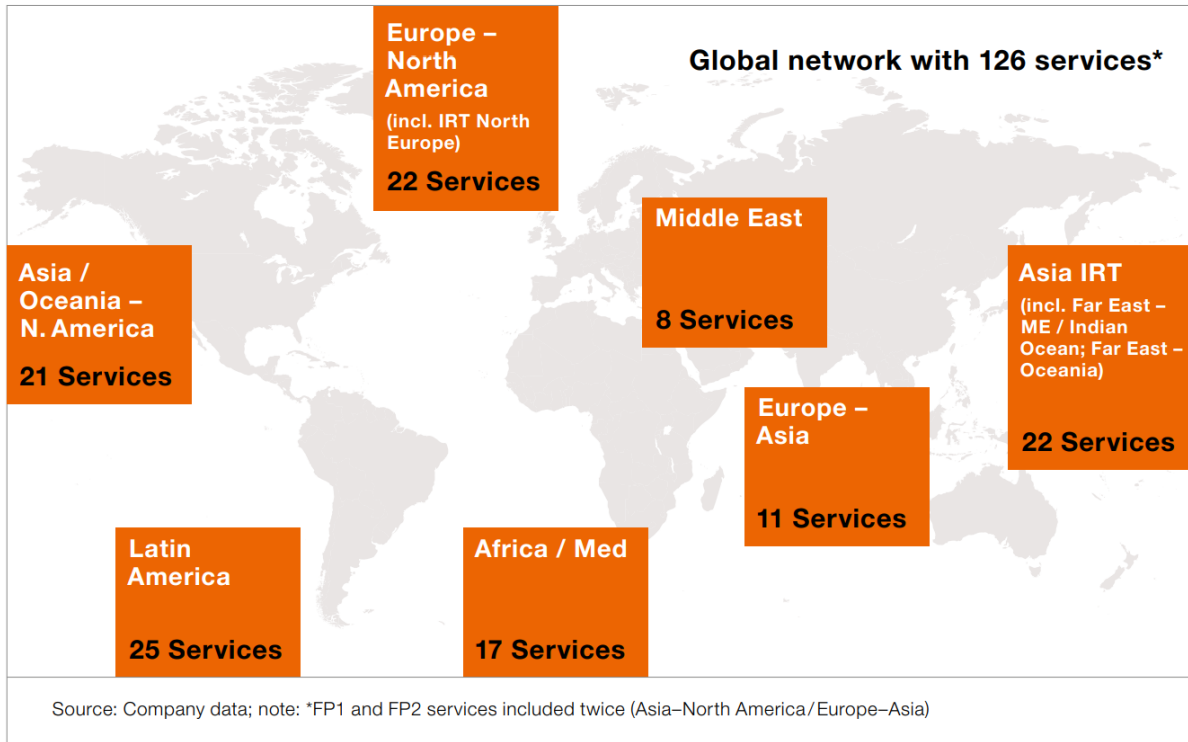 Global network with 126 services*
Europe –
North
America
(incl. IRT North
Europe)
22 Services
Middle East
8 Services
Asia /
Oceania –
N. America
21 Services
Asia IRT
(incl. Far East –
ME / Indian
Ocean; Far East –
Oceania)
22 Services
Europe –
Asia
11 Services
Latin
America
25 Services
Africa / Med
17 Services
Source: Company data; note: *FP1 and FP2 services included twice (Asia–North America/Europe–Asia)